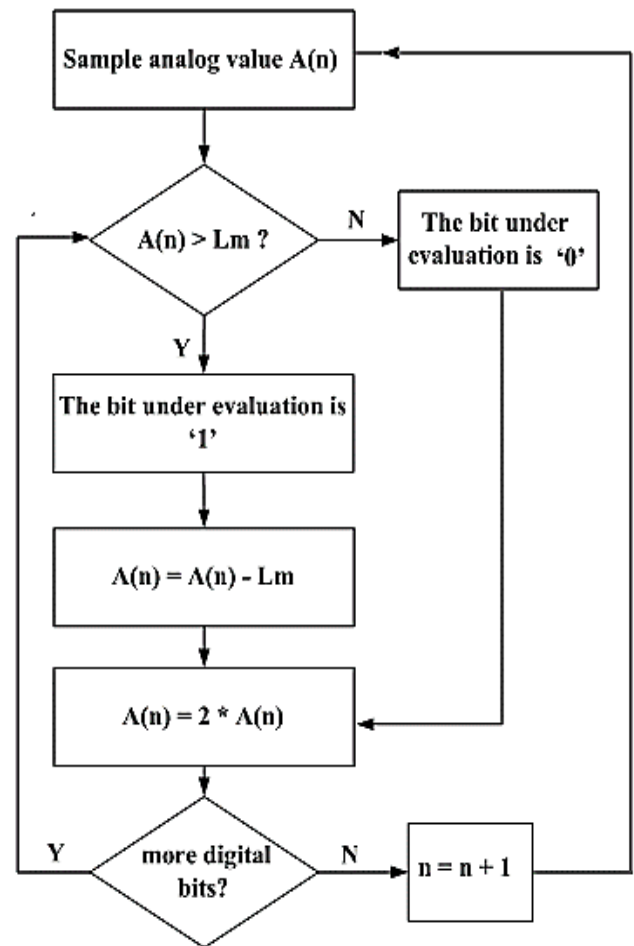 Sample analog value A(n)
A(n) > Lm ?
N
The bit under
evaluation is ‘0’
Y
The bit under evaluation is
‘1’
A(n) = A(n) - Lm
A(n) = 2 * A(n)
Y
more digital
bits?
N
n = n + 1